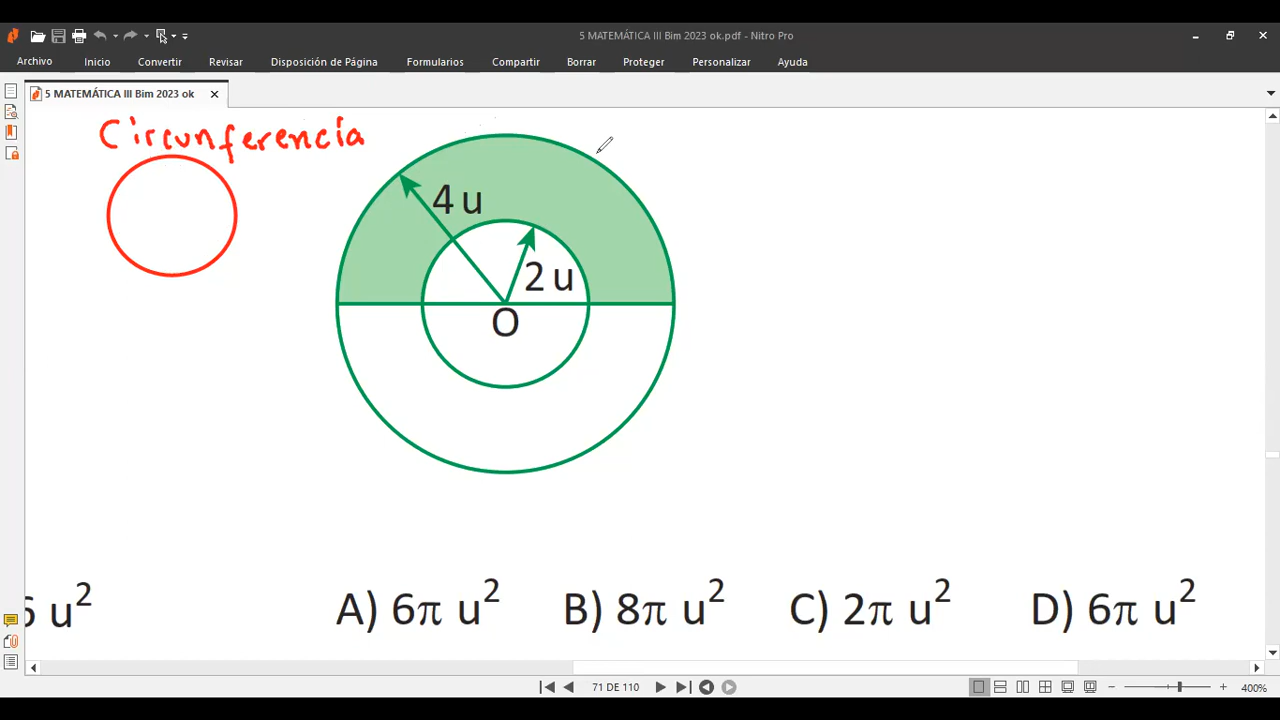 5 MATEMÁTICA III Bim 2023 ok.pdf - Nitro Pro
Archivo Inicio Convertir Revisar Disposición de Página Formularios Compartir Borrar Proteger Personalizar Ayuda
5 MATEMÁTICA III Bim 2023 ok
Circunferencia
4 u
2 u
O
6 u²
A) 6π u² B) 8π u² C) 2π u² D) 6π u²
71 DE 110
400%